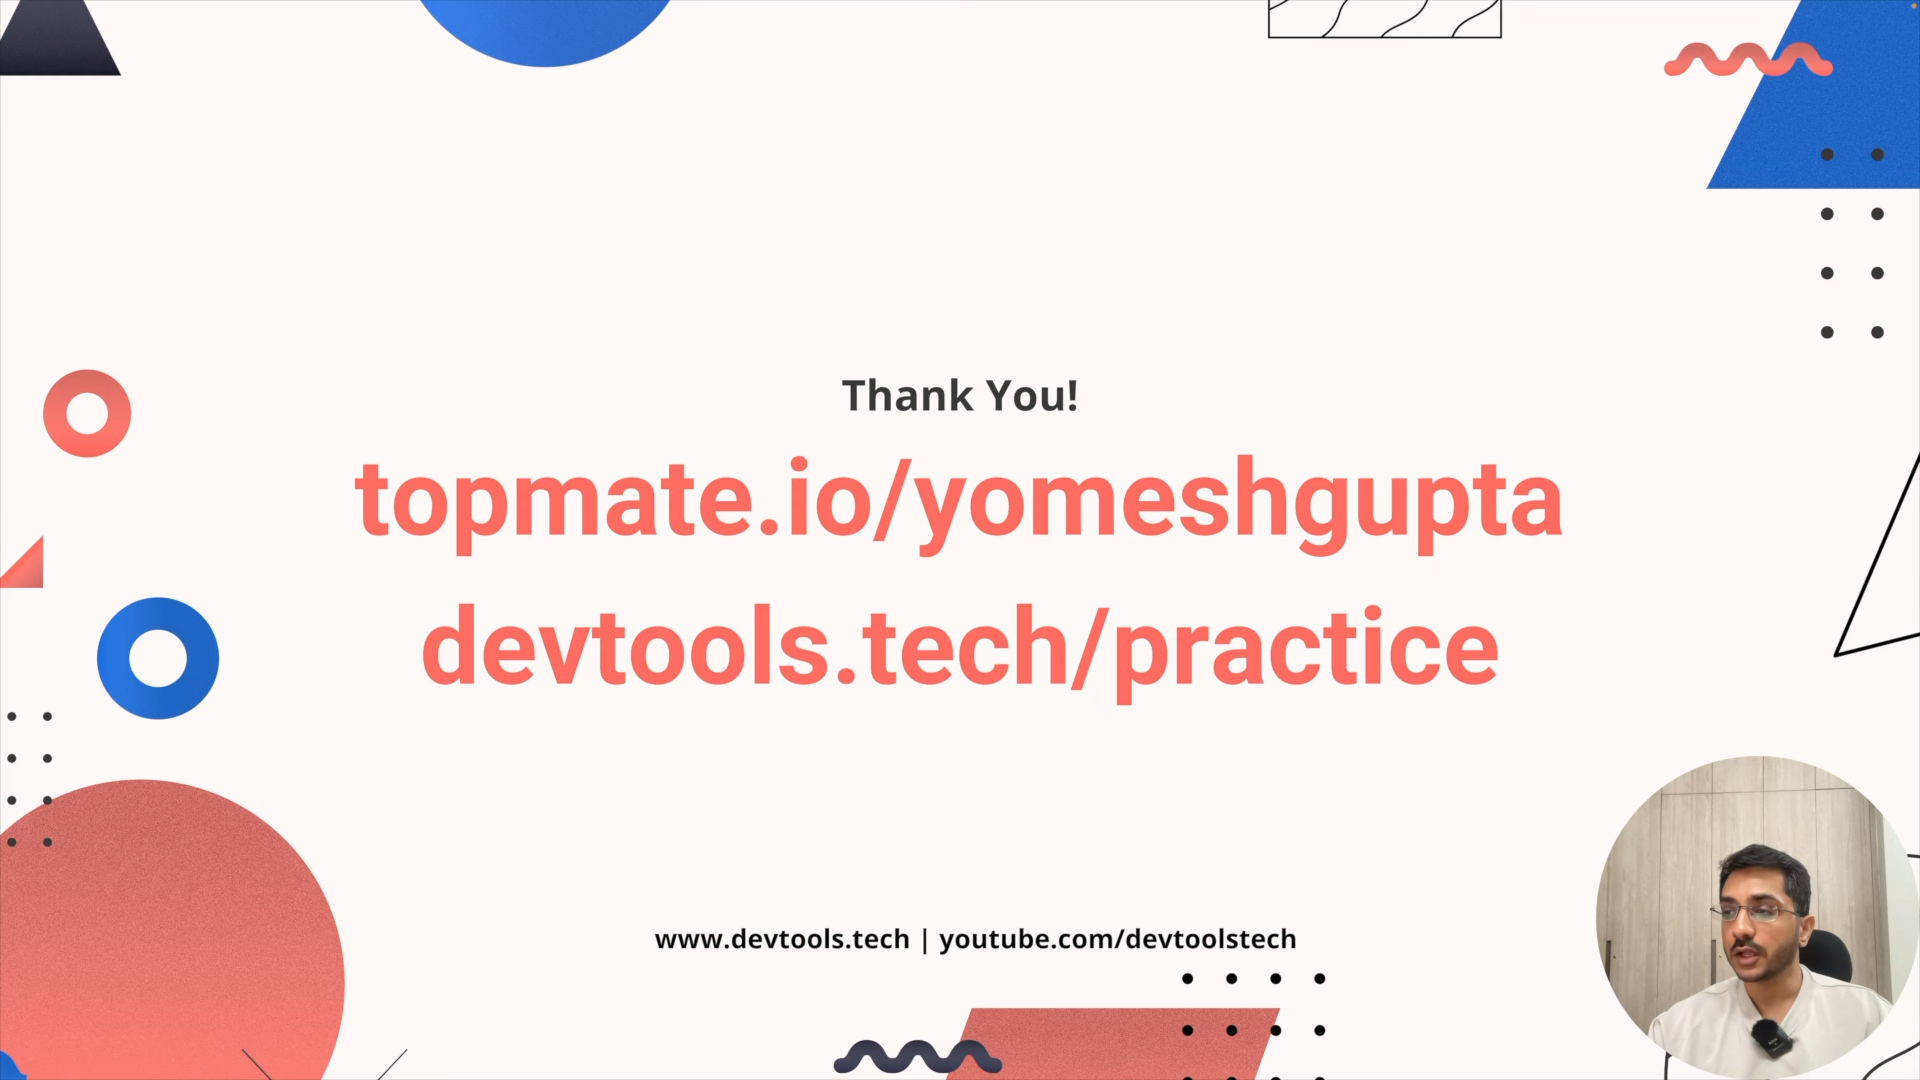 Thank You!
topmate.io/yomeshgupta
devtools.tech/practice
www.devtools.tech | youtube.com/devtoolstech